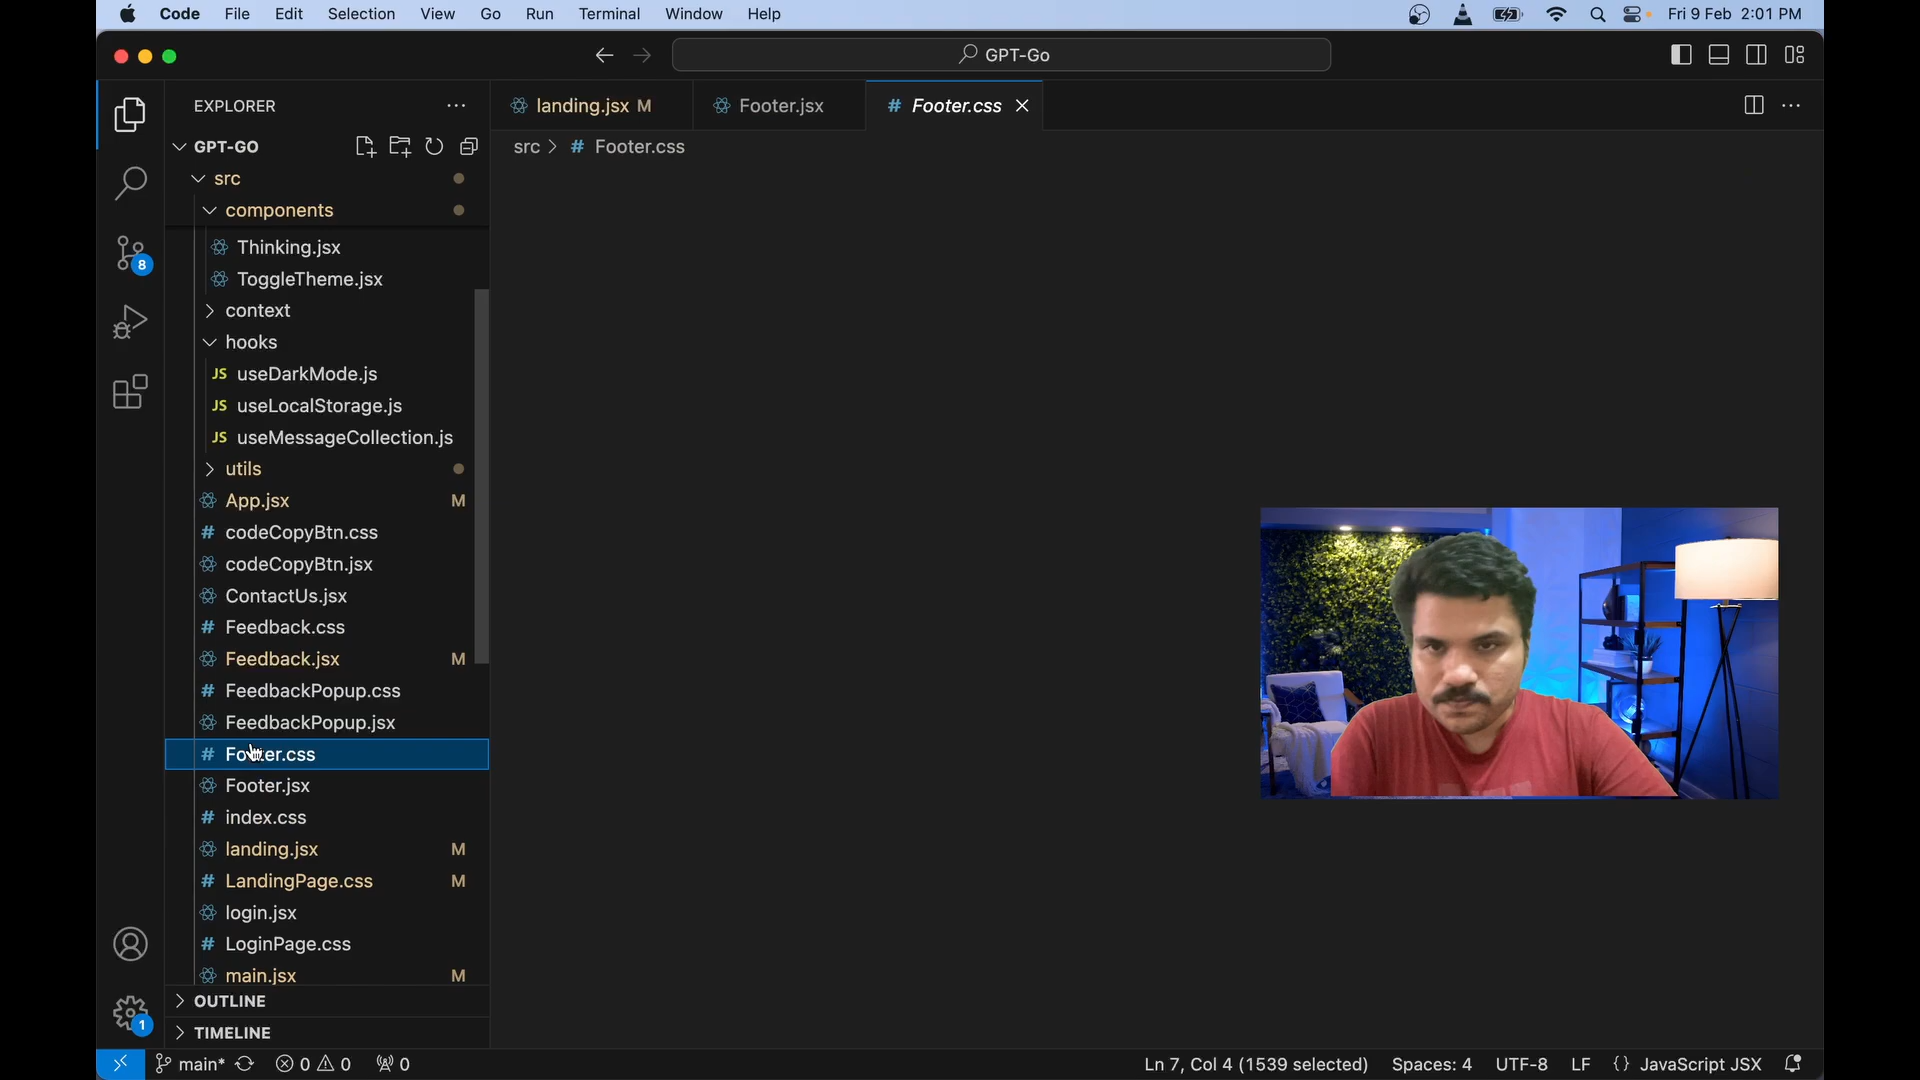 Code File Edit Selection View Go Run Terminal Window Help Fri 9 Feb 2:01 PM
GPT-Go
EXPLORER
landing.jsx M
Footer.jsx
# Footer.css
GPT-GO
src > # Footer.css
src
components
Thinking.jsx
ToggleTheme.jsx
context
hooks
JS useDarkMode.js
JS useLocalStorage.js
JS useMessageCollection.js
utils
App.jsx M
# codeCopyBtn.css
codeCopyBtn.jsx
ContactUs.jsx
# Feedback.css
Feedback.jsx M
# FeedbackPopup.css
FeedbackPopup.jsx
# Footer.css
Footer.jsx
# index.css
landing.jsx M
# LandingPage.css M
login.jsx
# LoginPage.css
main.jsx M
OUTLINE
TIMELINE
8
1
main* 0 0 0 Ln 7, Col 4 (1539 selected) Spaces: 4 UTF-8 LF {} JavaScript JSX